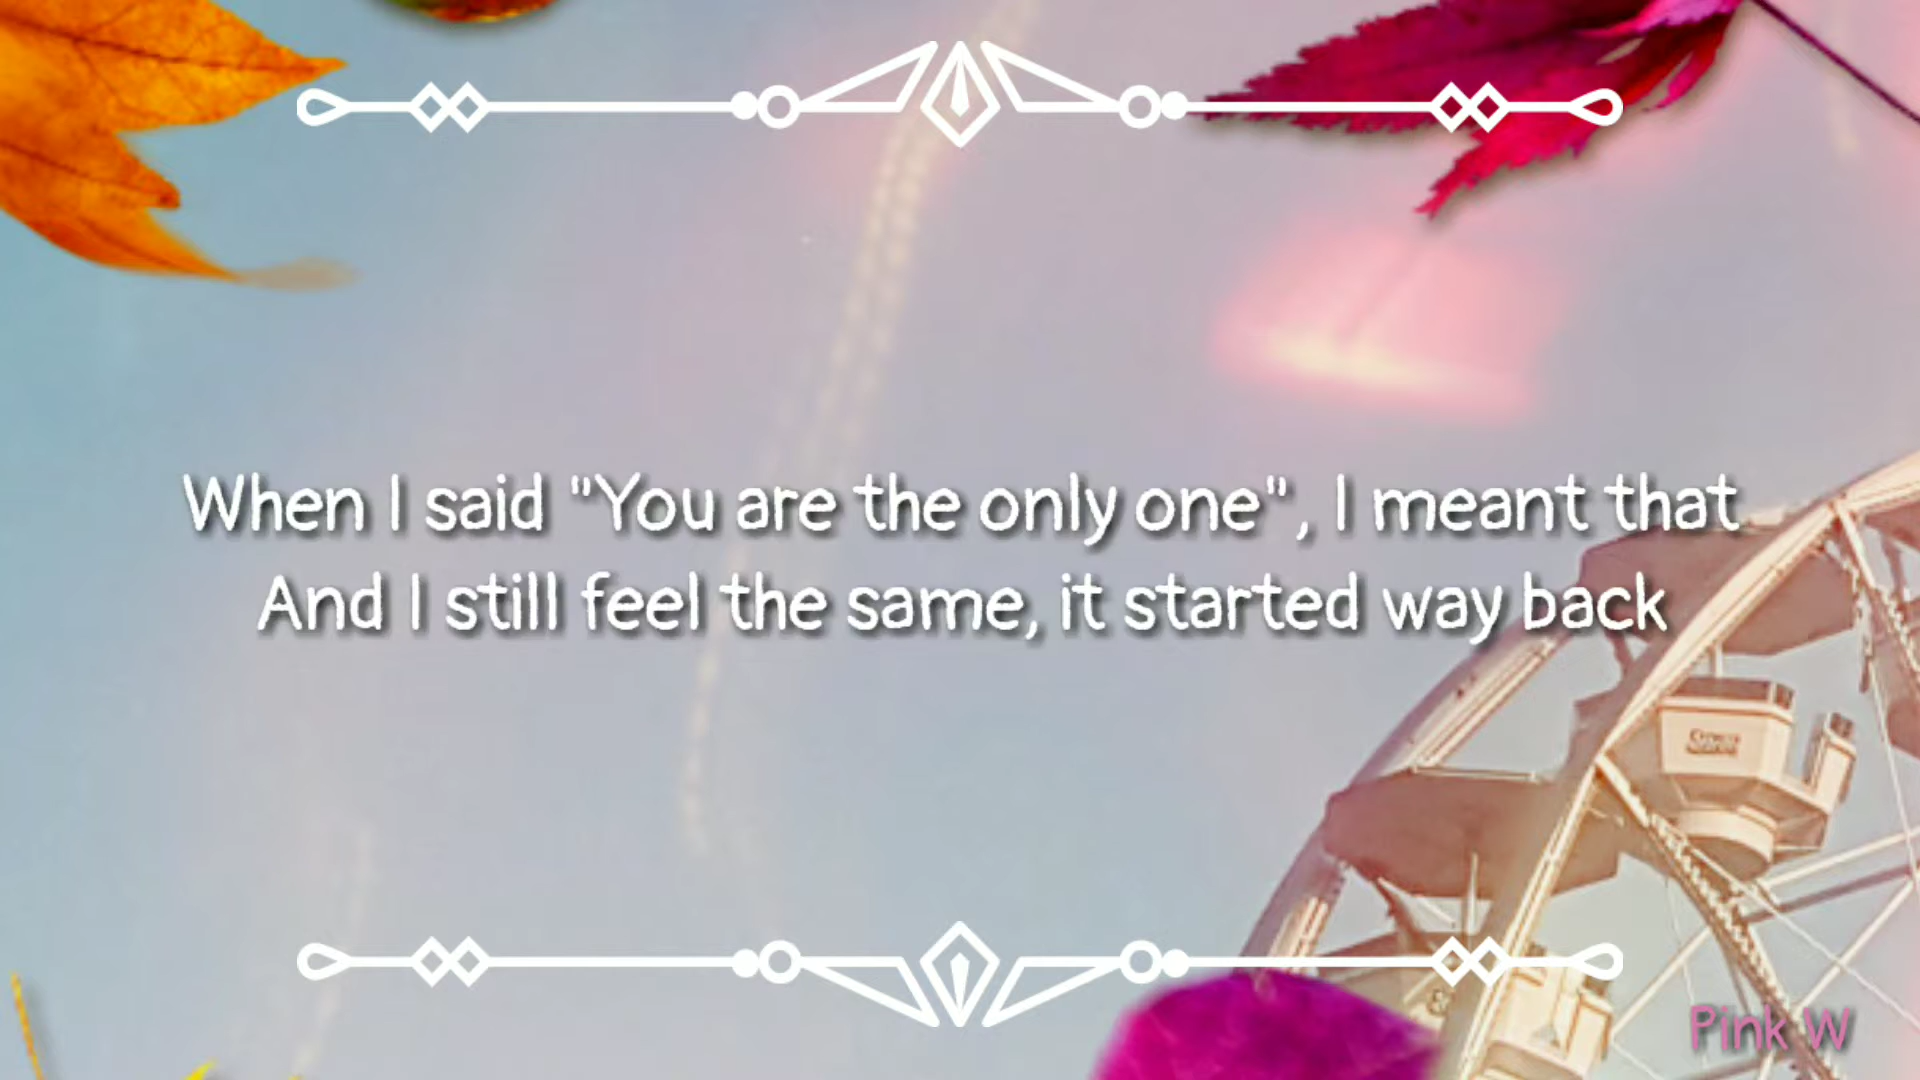 When I said "You are the only one", I meant that
And I still feel the same, it started way back
Pink W